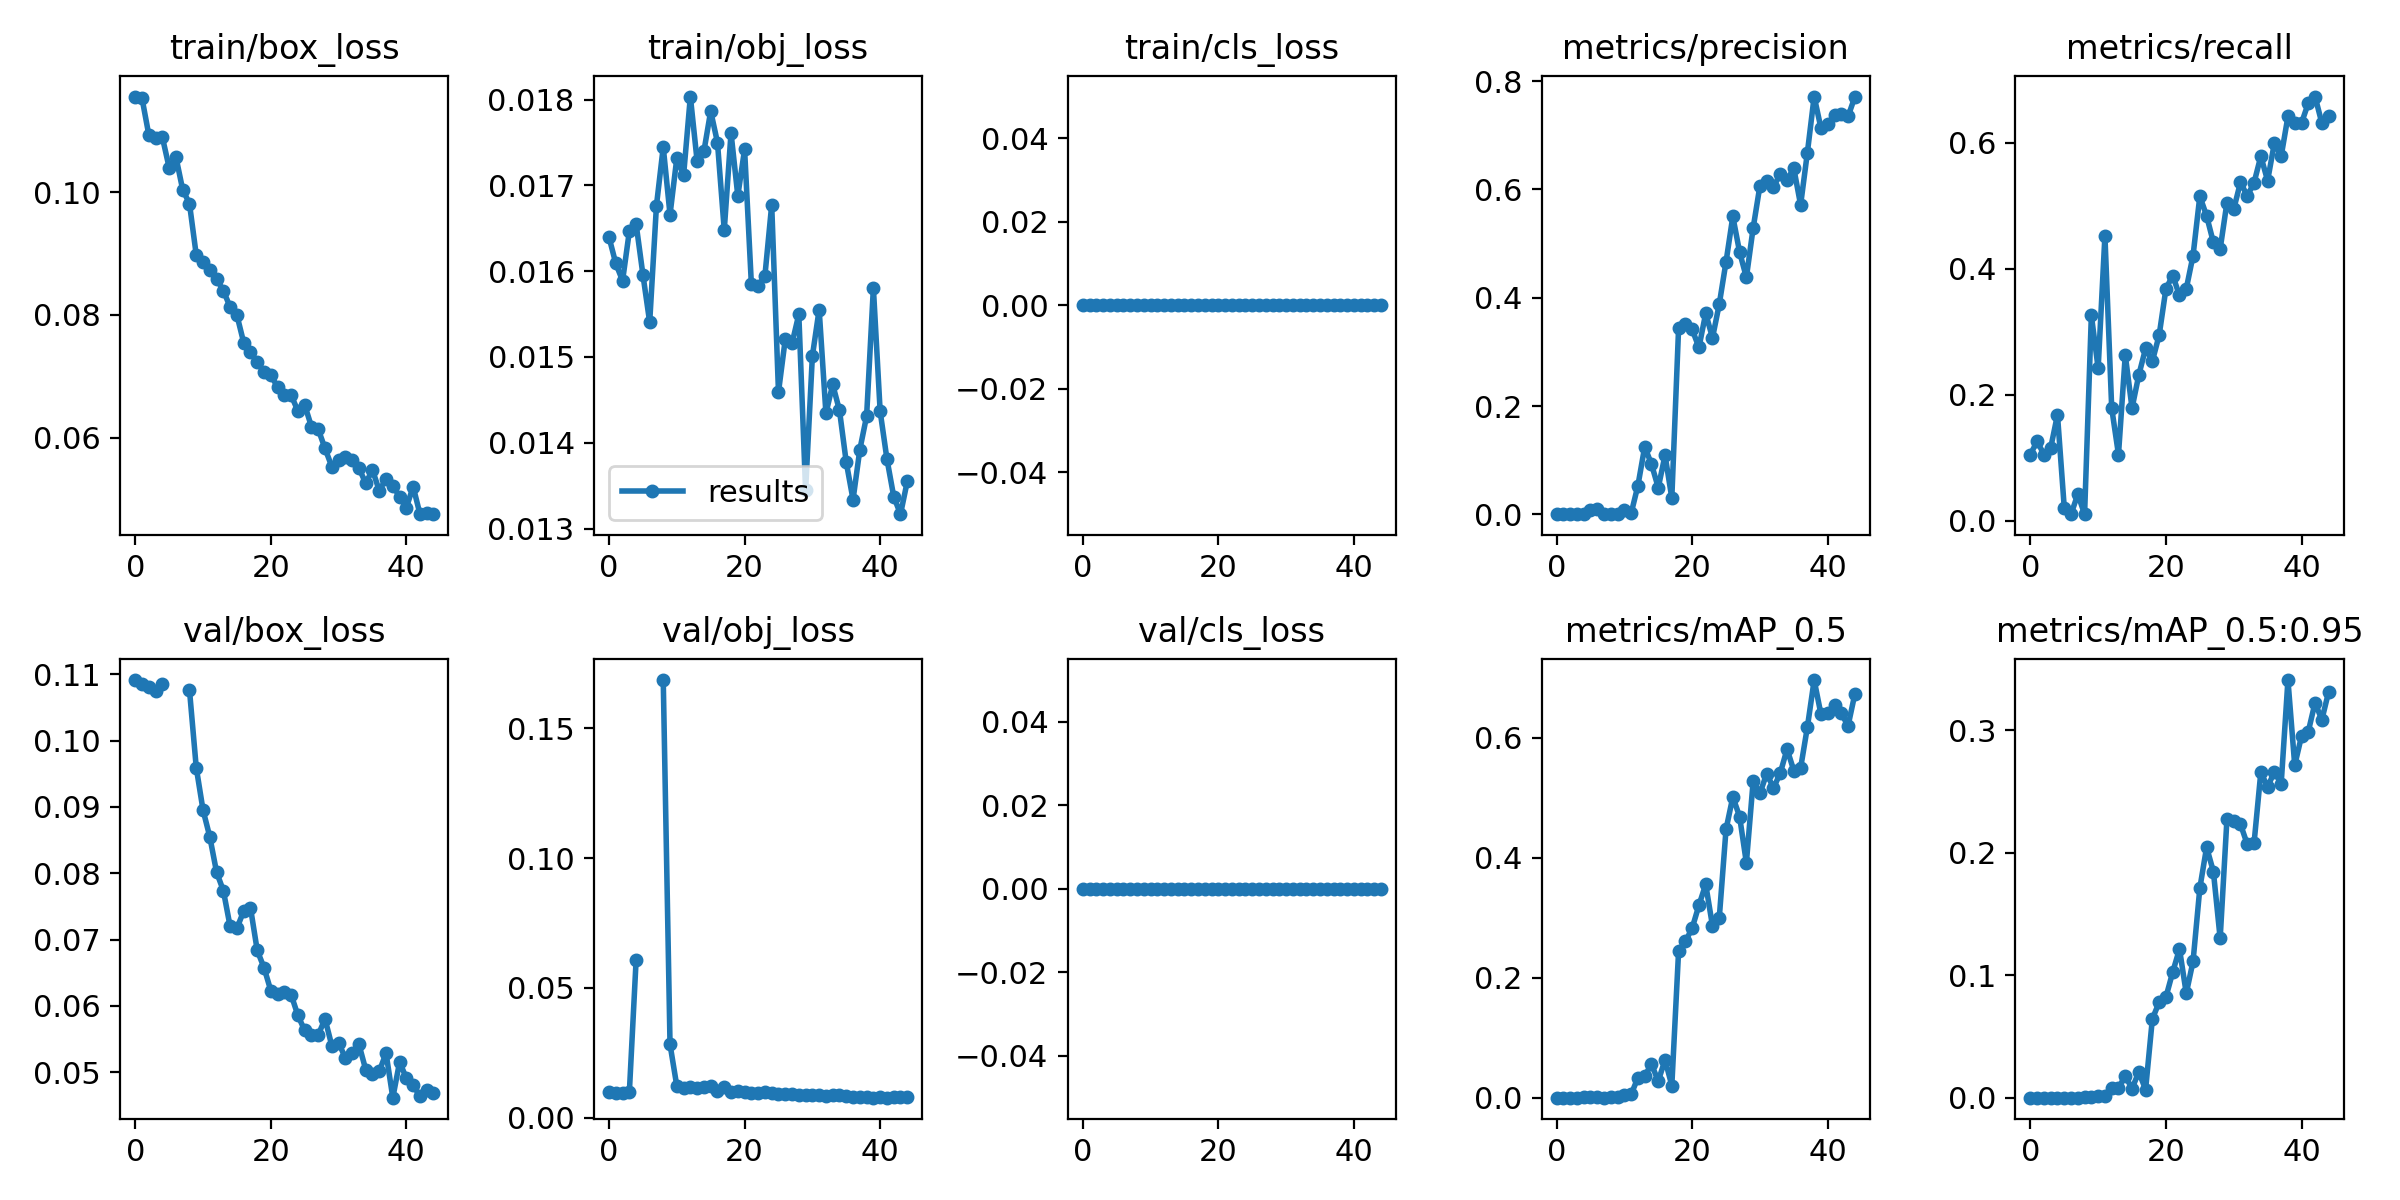 train/box_loss
0.10
0.08
0.06
0 20 40
train/obj_loss
0.018
0.017
0.016
0.015
0.014
0.013
results
0 20 40
train/cls_loss
0.04
0.02
0.00
−0.02
−0.04
0 20 40
metrics/precision
0.8
0.6
0.4
0.2
0.0
0 20 40
metrics/recall
0.6
0.4
0.2
0.0
0 20 40
val/box_loss
0.11
0.10
0.09
0.08
0.07
0.06
0.05
0 20 40
val/obj_loss
0.15
0.10
0.05
0.00
0 20 40
val/cls_loss
0.04
0.02
0.00
−0.02
−0.04
0 20 40
metrics/mAP_0.5
0.6
0.4
0.2
0.0
0 20 40
metrics/mAP_0.5:0.95
0.3
0.2
0.1
0.0
0 20 40